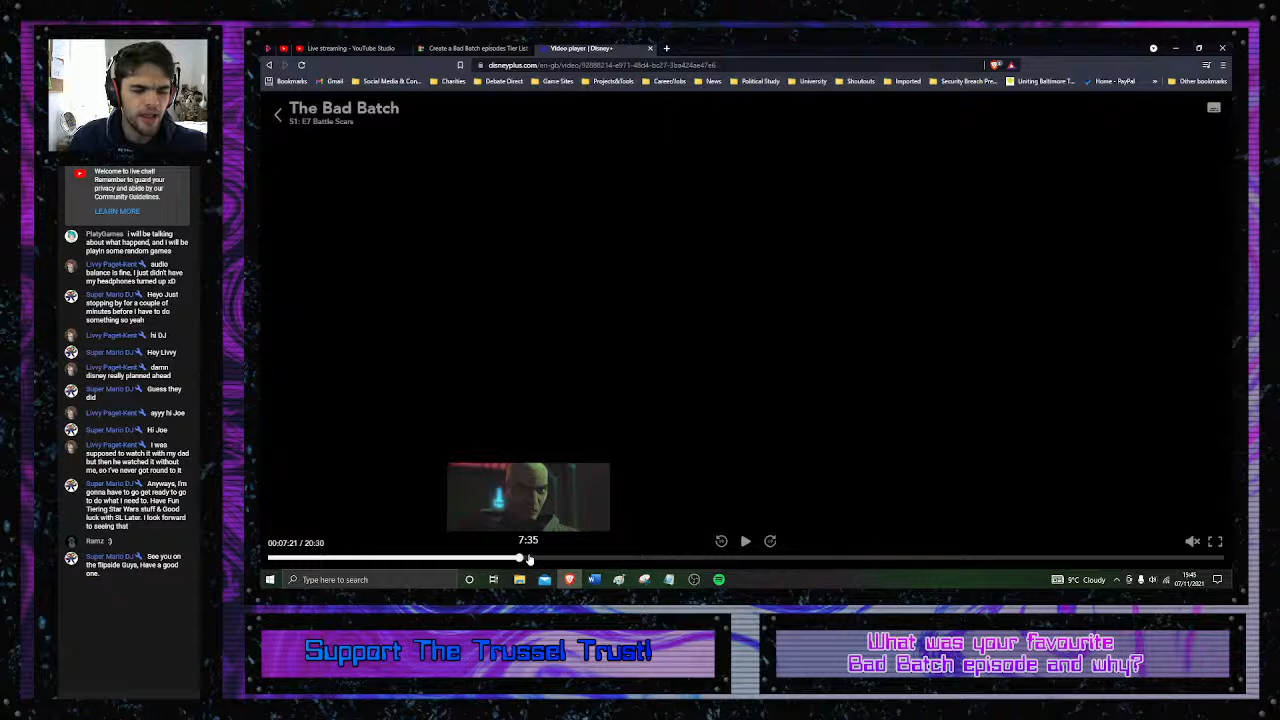 Live streaming - YouTube Studio
Create a Bad Batch episodes Tier List
Video player | Disney+
disneyplus.com/en-gb/video/92888214-e971-48d4-bc27-3ba424ae47e6
Bookmarks
Gmail
Social Media & Con...
Charities
Debate Direct
Game Sites
Projects&Tools
Career/Jobs
News
Political Study
University
Shoutouts
Imported
Security Breach Pre...
Uniting Baltimore T...
Home - PayPal
Other bookmarks
The Bad Batch
S1: E7 Battle Scars
Welcome to live chat!
Remember to guard your
privacy and abide by our
Community Guidelines.
LEARN MORE
PlatyGames i will be talking
about what happend, and I will be
playin some random games
Livvy Paget-Kent audio
balance is fine, I just didn't have
my headphones turned up xD
Super Mario DJ Heyo Just
stopping by for a couple of
minutes before I have to do
something so yeah
Livvy Paget-Kent hi DJ
Super Mario DJ Hey Livvy
Livvy Paget-Kent damn
disney really planned ahead
Super Mario DJ Guess they
did
Livvy Paget-Kent ayyy hi Joe
Super Mario DJ Hi Joe
Livvy Paget-Kent I was
supposed to watch it with my dad
but then he watched it without
me, so I've never got round to it
Super Mario DJ Anyways, I'm
gonna have to go get ready to go
to do what I need to. Have Fun
Tiering Star Wars stuff & Good
luck with SL Later. I look forward
to seeing that
Ramz :)
Super Mario DJ See you on
the flipside Guys, Have a good
one.
7:35
00:07:21 / 20:30
Type here to search
9°C Cloudy
15:45
07/11/2021
Support The Trussel Trust!
What was your favourite
Bad Batch episode and why?